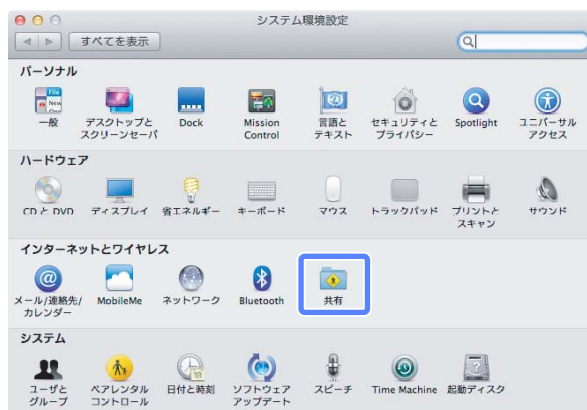 システム環境設定
すべてを表示
パーソナル
一般 デスクトップと Dock Mission 言語と セキュリティと Spotlight ユニバーサル
スクリーンセーバ Control テキスト プライバシー アクセス
ハードウェア
CD と DVD ディスプレイ 省エネルギー キーボード マウス トラックパッド プリントと サウンド
スキャン
インターネットとワイヤレス
メール/連絡先/ MobileMe ネットワーク Bluetooth 共有
カレンダー
システム
ユーザと ペアレンタル 日付と時刻 ソフトウェア スピーチ Time Machine 起動ディスク
グループ コントロール アップデート